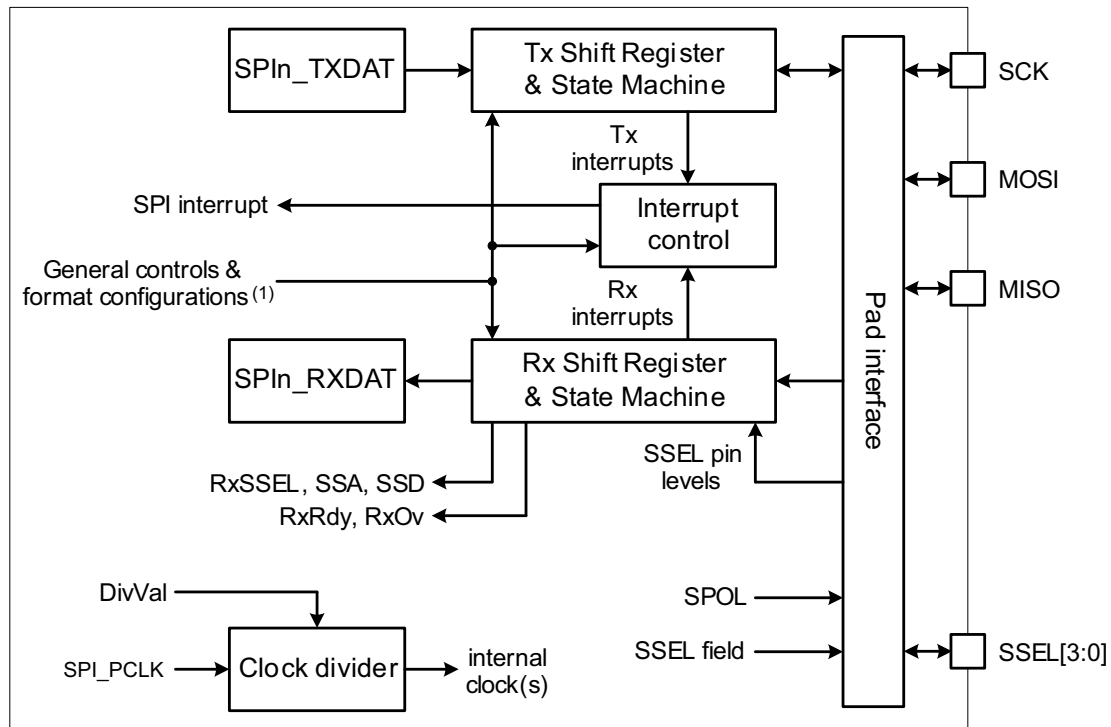 SPIn_TXDAT
Tx Shift Register
& State Machine
SCK
Tx
interrupts
MOSI
SPI interrupt
Interrupt
control
General controls &
format configurations (1)
Rx
interrupts
MISO
Pad interface
SPIn_RXDAT
Rx Shift Register
& State Machine
SSEL pin
levels
RxSSEL, SSA, SSD
RxRdy, RxOv
DivVal
SPOL
SPI_PCLK
Clock divider
internal
clock(s)
SSEL field
SSEL[3:0]